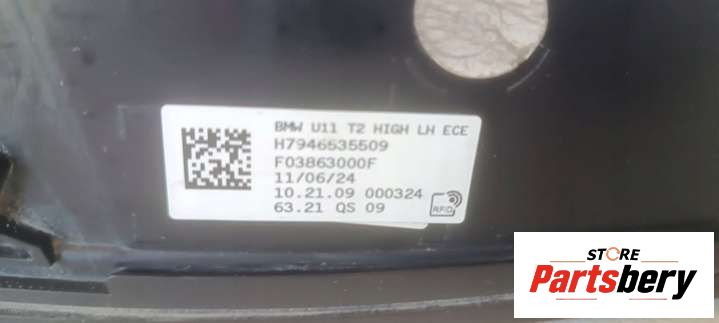 BMW U11 T2 HIGH LH ECE
H7946535509
F03863000F
11/06/24
10.21.09 000324
63.21 QS 09
RFID
STORE
Partsbery